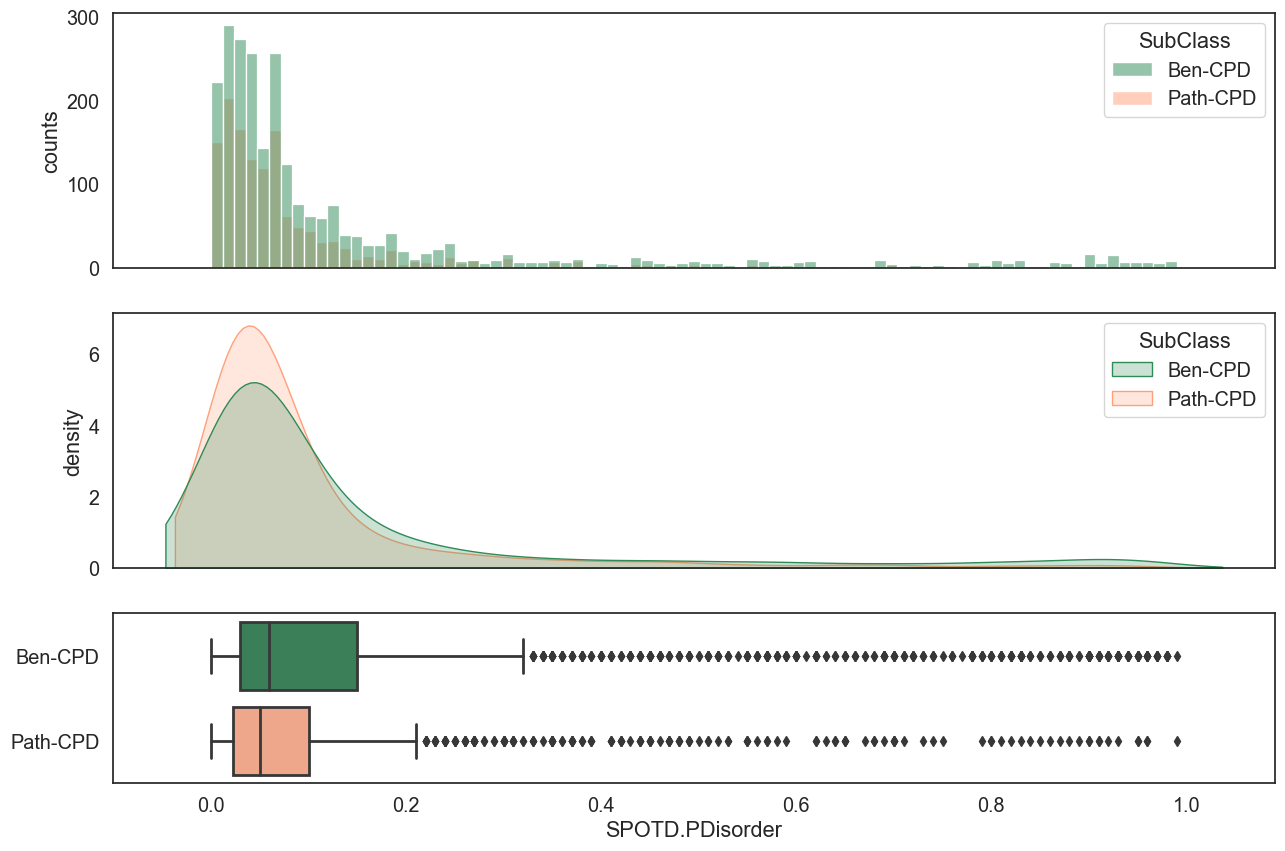 300
200
100
0
counts
SubClass
Ben-CPD
Path-CPD
6
4
2
0
density
SubClass
Ben-CPD
Path-CPD
Ben-CPD
Path-CPD
0.0 0.2 0.4 0.6 0.8 1.0
SPOTD.PDisorder